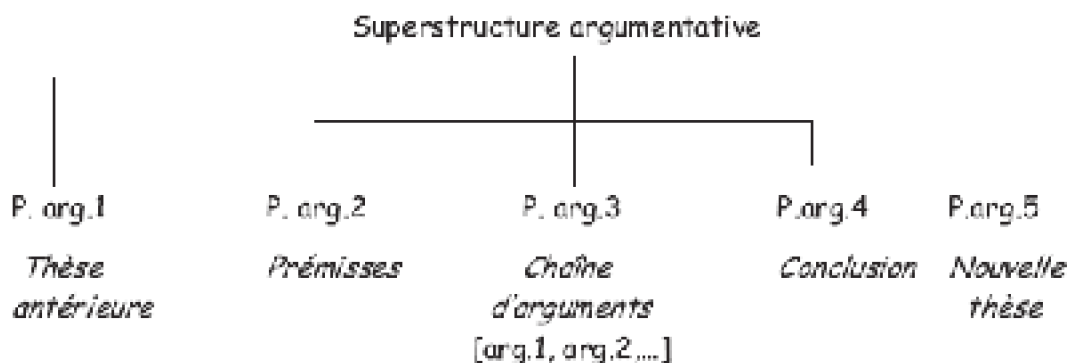 Superstructure argumentative
P. arg.1 P. arg.2 P. arg.3 P.arg.4 P.arg.5
Thèse Prémisses Chaîne Conclusion Nouvelle
antérieure d'arguments thèse
[arg.1, arg.2,...]